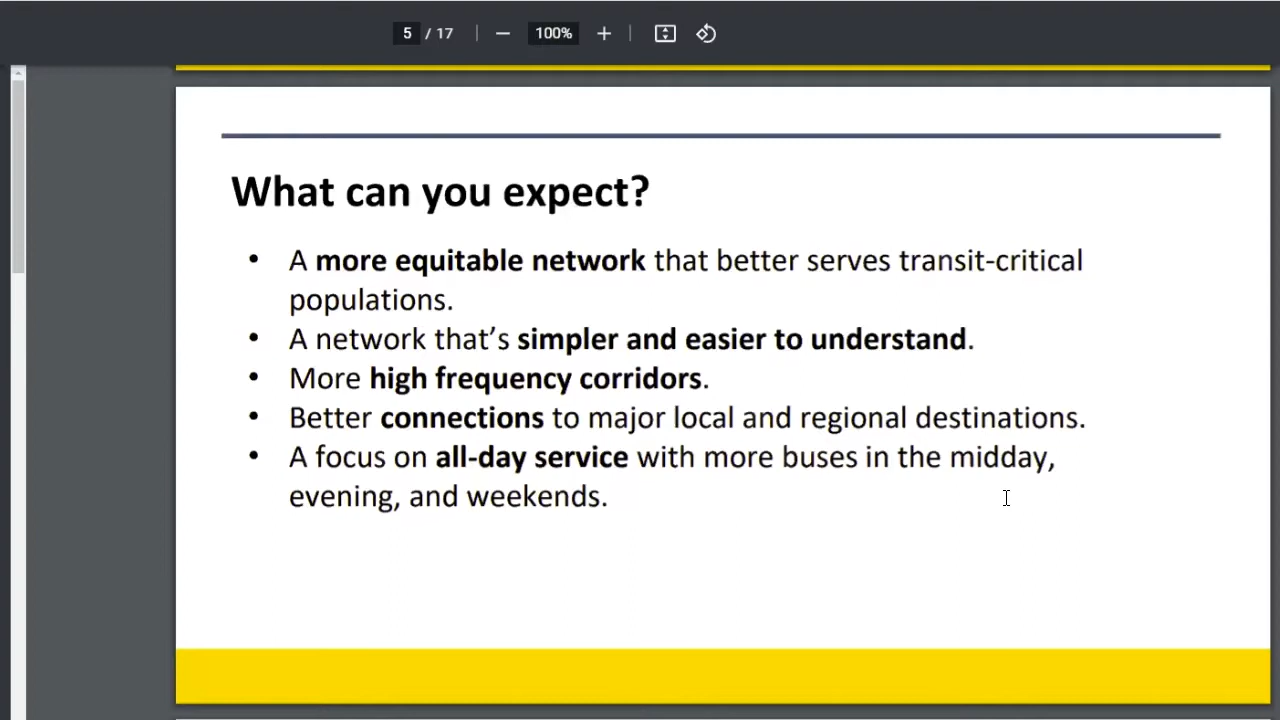 5 / 17
100%
What can you expect?
• A more equitable network that better serves transit-critical
populations.
• A network that’s simpler and easier to understand.
• More high frequency corridors.
• Better connections to major local and regional destinations.
• A focus on all-day service with more buses in the midday,
evening, and weekends.